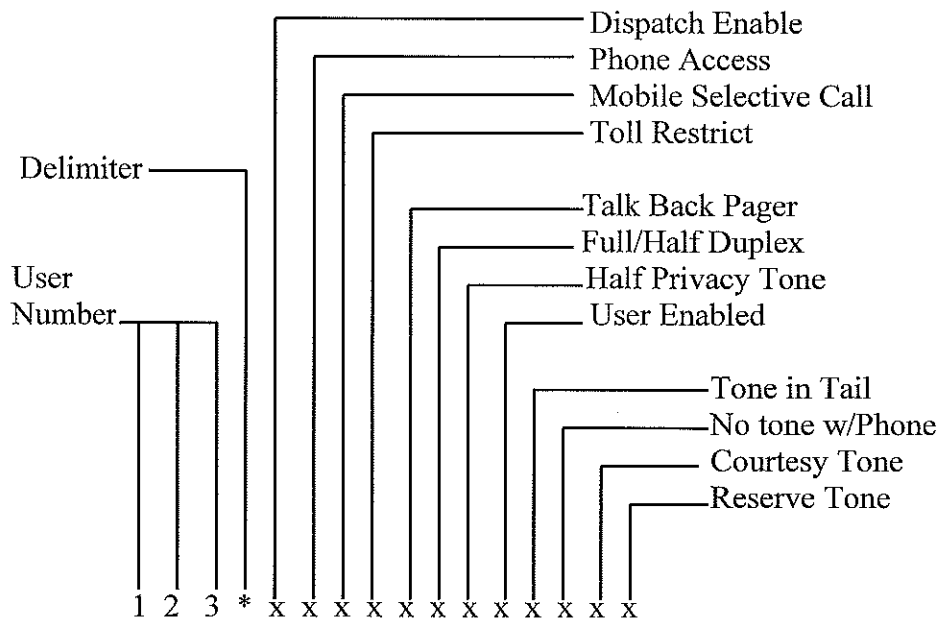 Dispatch Enable
Phone Access
Mobile Selective Call
Toll Restrict
Delimiter
Talk Back Pager
Full/Half Duplex
User
Number
Half Privacy Tone
User Enabled
Tone in Tail
No tone w/Phone
Courtesy Tone
Reserve Tone
1 2 3 * x x x x x x x x x x x x